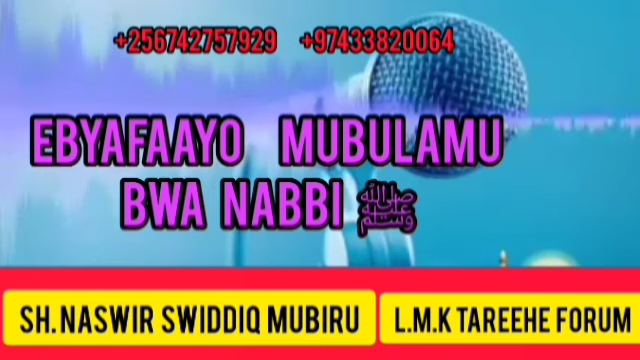 +256742757929 +97433820064
EBYAFAAYO MUBULAMU
BWA NABBI ﷺ
SH. NASWIR SWIDDIQ MUBIRU
L.M.K TAREEHE FORUM